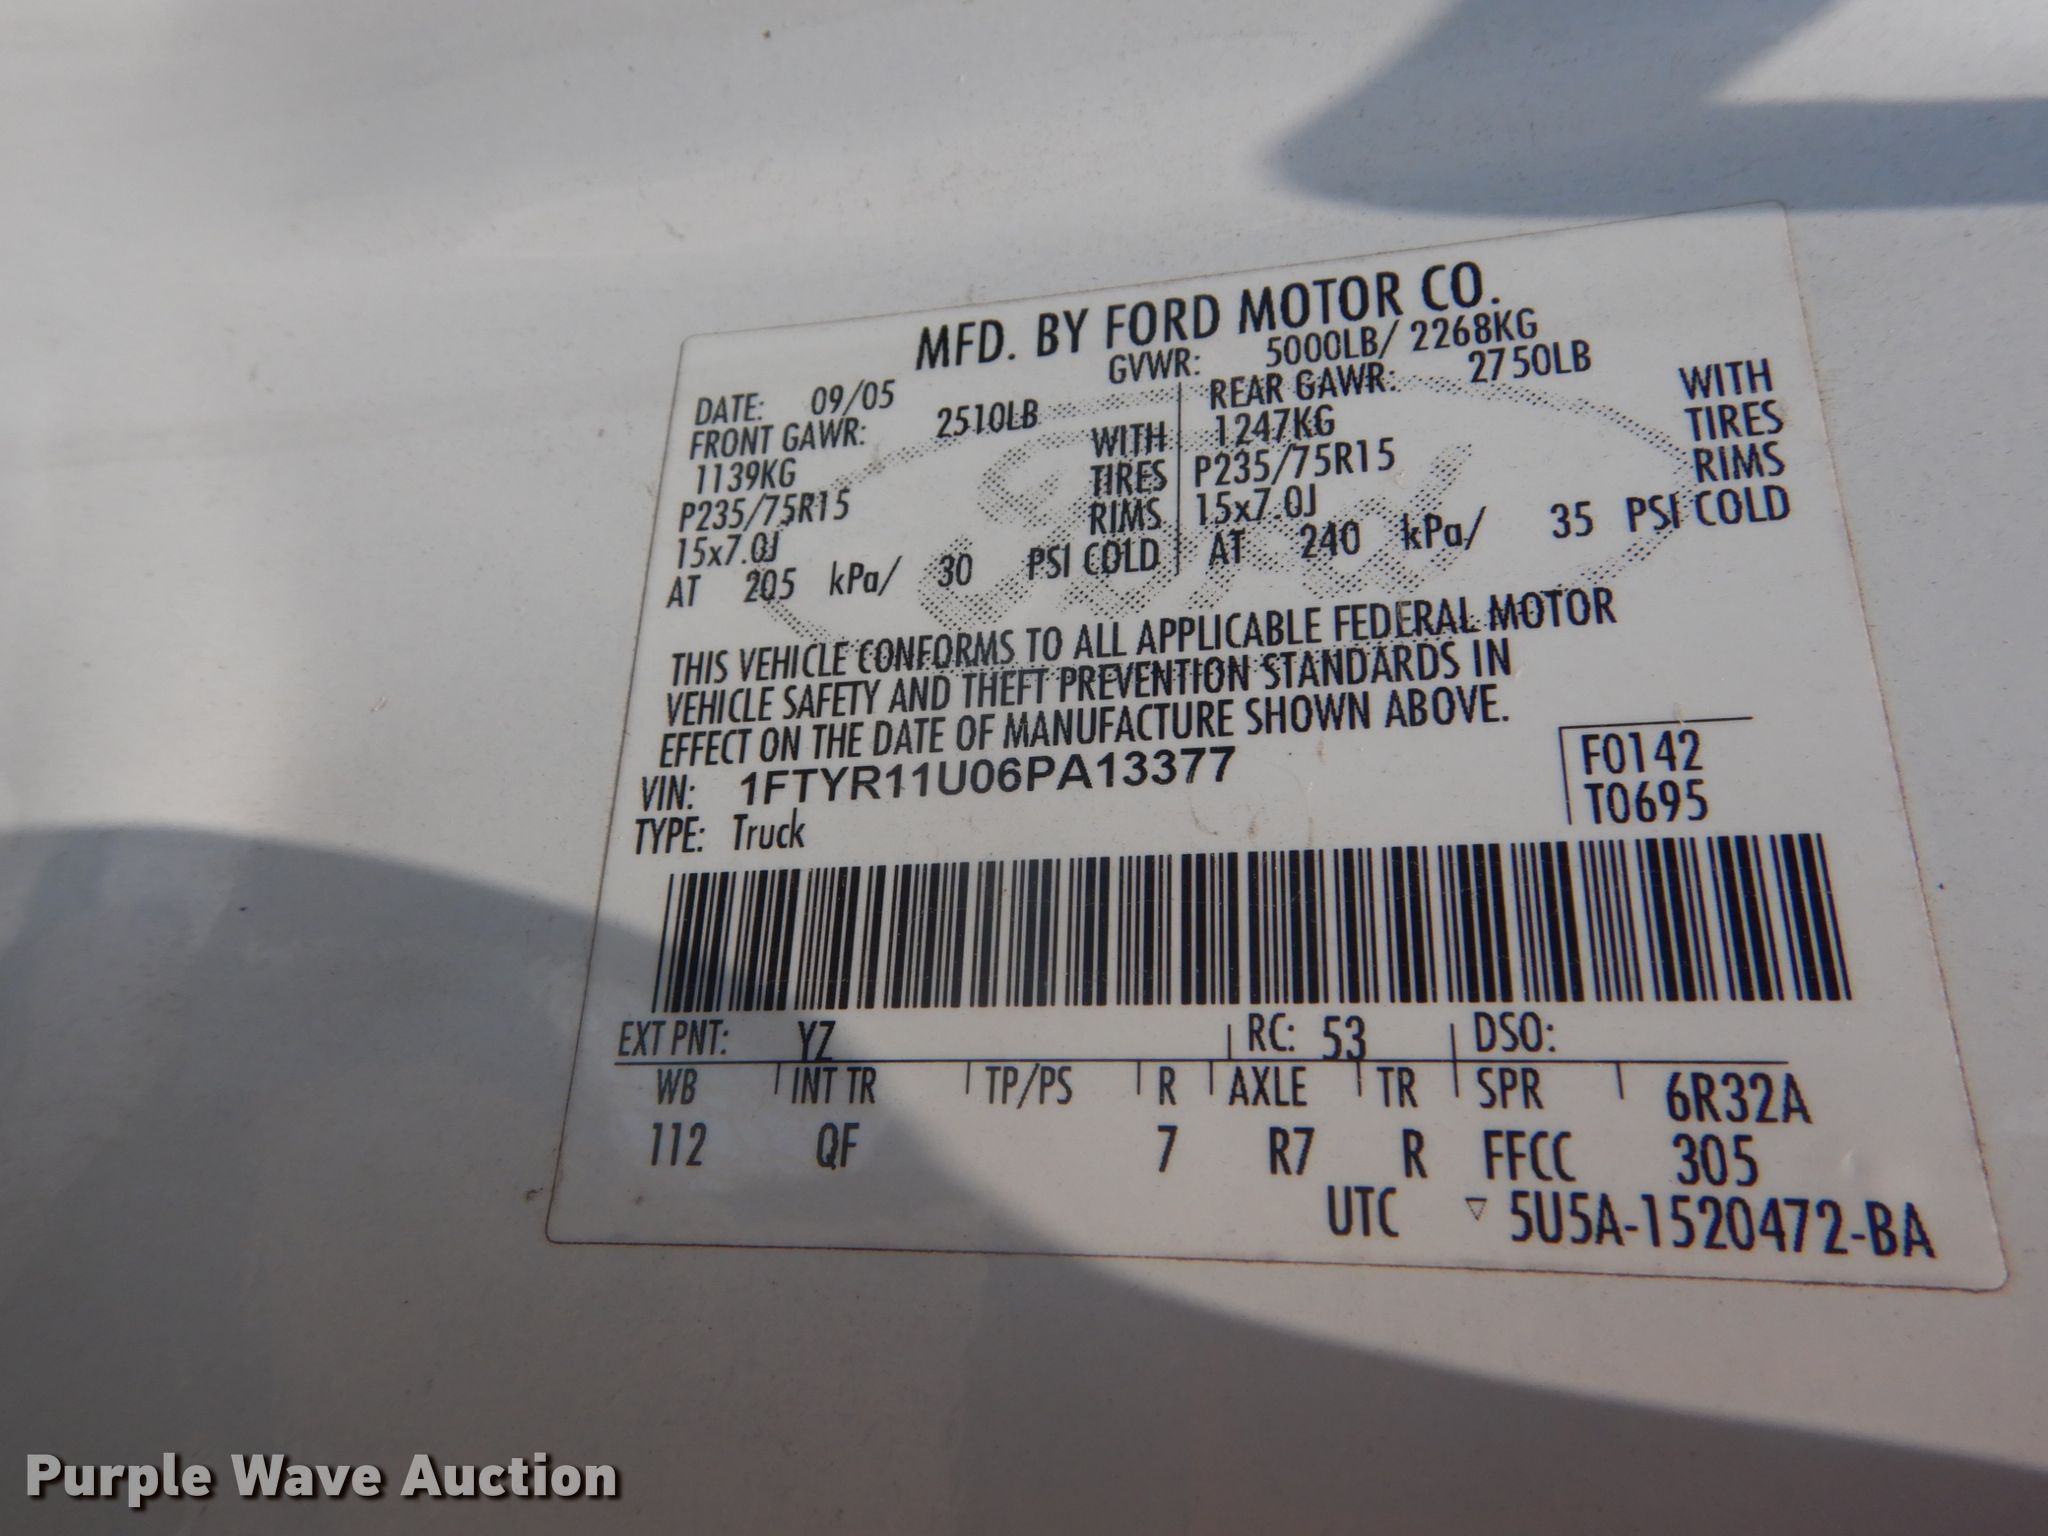 MFD. BY FORD MOTOR CO.
DATE: 09/05 GVWR: 5000LB/ 2268KG
FRONT GAWR: 2510LB REAR GAWR: 2750LB
1139KG WITH 1247KG WITH
P235/75R15 TIRES P235/75R15 TIRES
15x7.0J RIMS 15x7.0J RIMS
AT 205 kPa/ 30 PSI COLD AT 240 kPa/ 35 PSI COLD
THIS VEHICLE CONFORMS TO ALL APPLICABLE FEDERAL MOTOR
VEHICLE SAFETY AND THEFT PREVENTION STANDARDS IN
EFFECT ON THE DATE OF MANUFACTURE SHOWN ABOVE.
VIN: 1FTYR11U06PA13377 F0142
TYPE: Truck T0695
Ford
EXT PNT: YZ RC: 53 DSO:
WB INT TR TP/PS R AXLE TR SPR 6R32A
112 QF 7 R7 R FFCC 305
UTC ▽ 5U5A-1520472-BA
Purple Wave Auction